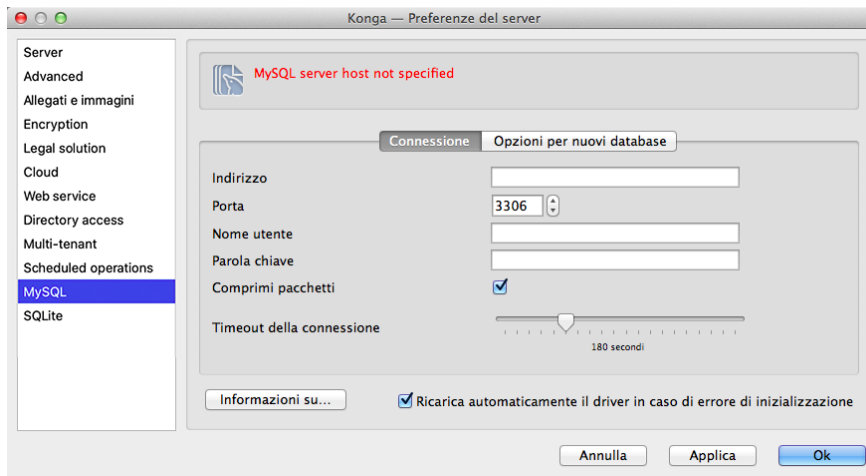 Konga — Preferenze del server
Server
Advanced
Allegati e immagini
Encryption
Legal solution
Cloud
Web service
Directory access
Multi-tenant
Scheduled operations
MySQL
SQLite
MySQL server host not specified
Connessione
Opzioni per nuovi database
Indirizzo
Porta 3306
Nome utente
Parola chiave
Comprimi pacchetti
Timeout della connessione
180 secondi
Informazioni su...
Ricarica automaticamente il driver in caso di errore di inizializzazione
Annulla
Applica
Ok